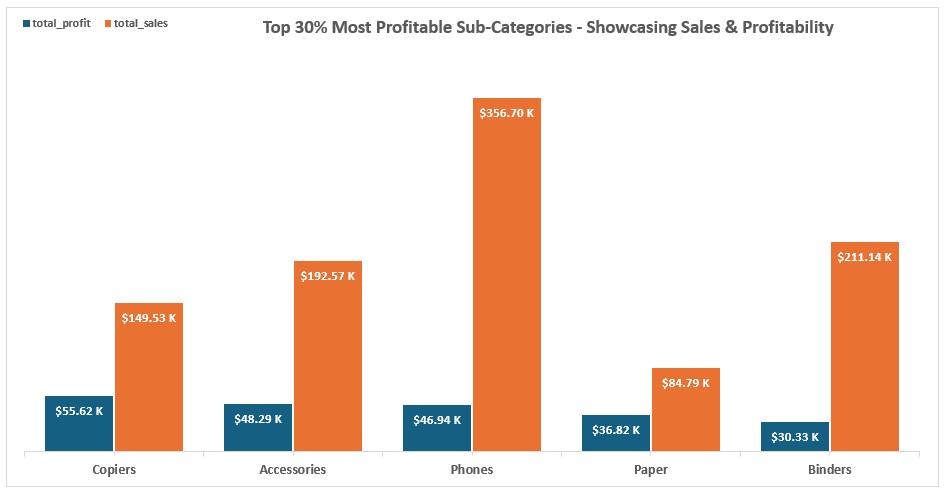 total_profit total_sales
Top 30% Most Profitable Sub-Categories - Showcasing Sales & Profitability
$356.70 K
$211.14 K
$192.57 K
$149.53 K
$84.79 K
$55.62 K
$48.29 K
$46.94 K
$36.82 K
$30.33 K
Copiers Accessories Phones Paper Binders